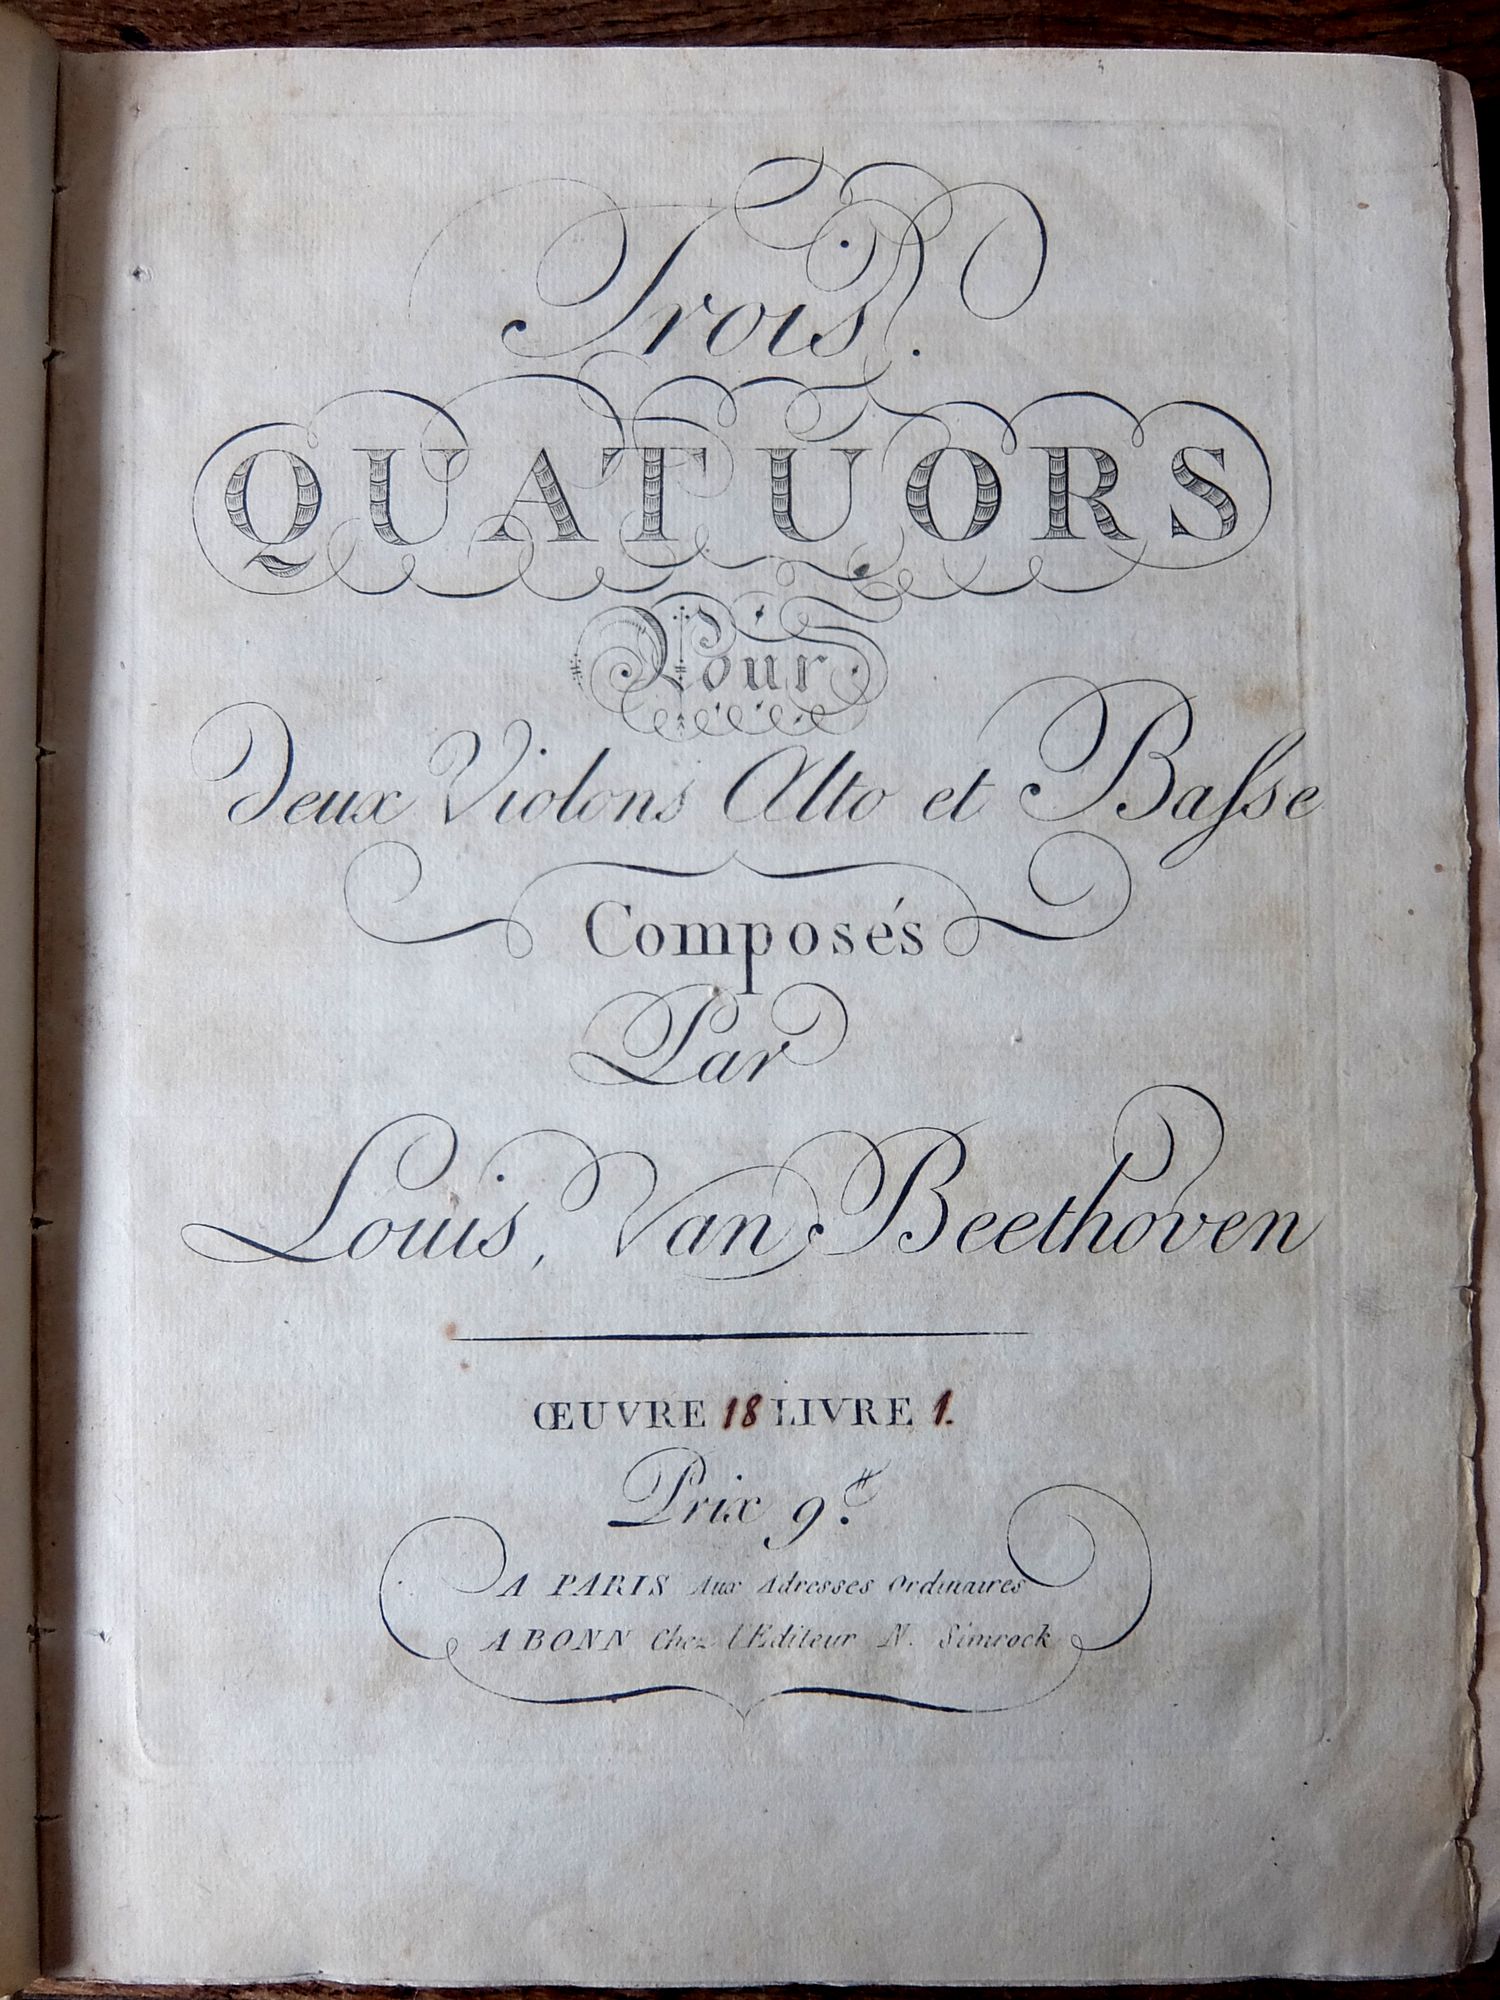 Trois.
QUATUORS
Pour
Deux Violons Alto et Baſse
Composés
Par
Louis, Van Beethoven
ŒUVRE 18 LIVRE 1.
Prix 9.ᵗᵗ
A PARIS Aux Adresses Ordinaires
A BONN Chez l'Editeur N. Simrock